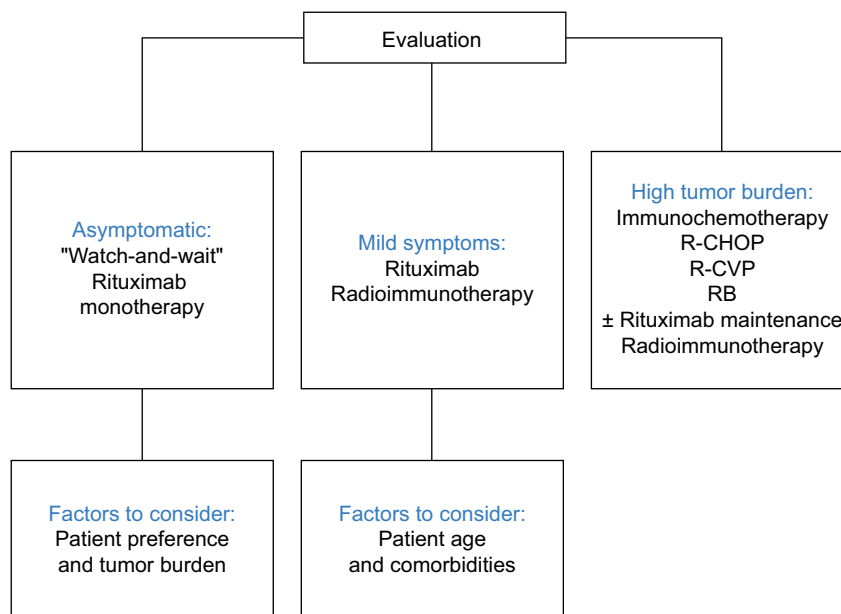 Evaluation
Asymptomatic:
"Watch-and-wait"
Rituximab
monotherapy
Mild symptoms:
Rituximab
Radioimmunotherapy
High tumor burden:
Immunochemotherapy
R-CHOP
R-CVP
RB
± Rituximab maintenance
Radioimmunotherapy
Factors to consider:
Patient preference
and tumor burden
Factors to consider:
Patient age
and comorbidities